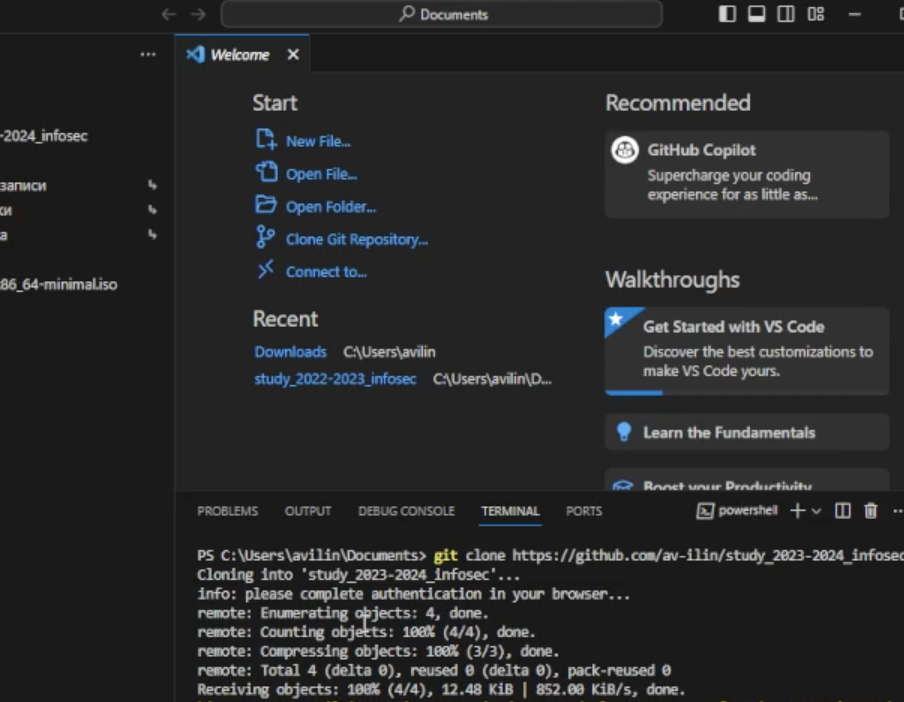 Documents
Welcome
-2024_infosec
записи
ки
а
86_64-minimal.iso
Start
New File...
Open File...
Open Folder...
Clone Git Repository...
Connect to...
Recent
Downloads C:\Users\avilin
study_2022-2023_infosec C:\Users\avilin\D...
Recommended
GitHub Copilot
Supercharge your coding
experience for as little as...
Walkthroughs
Get Started with VS Code
Discover the best customizations to
make VS Code yours.
Learn the Fundamentals
Boost your Productivity
PROBLEMS OUTPUT DEBUG CONSOLE TERMINAL PORTS powershell
PS C:\Users\avilin\Documents> git clone https://github.com/av-ilin/study_2023-2024_infosec
Cloning into 'study_2023-2024_infosec'...
info: please complete authentication in your browser...
remote: Enumerating objects: 4, done.
remote: Counting objects: 100% (4/4), done.
remote: Compressing objects: 100% (3/3), done.
remote: Total 4 (delta 0), reused 0 (delta 0), pack-reused 0
Receiving objects: 100% (4/4), 12.48 KiB | 852.00 KiB/s, done.